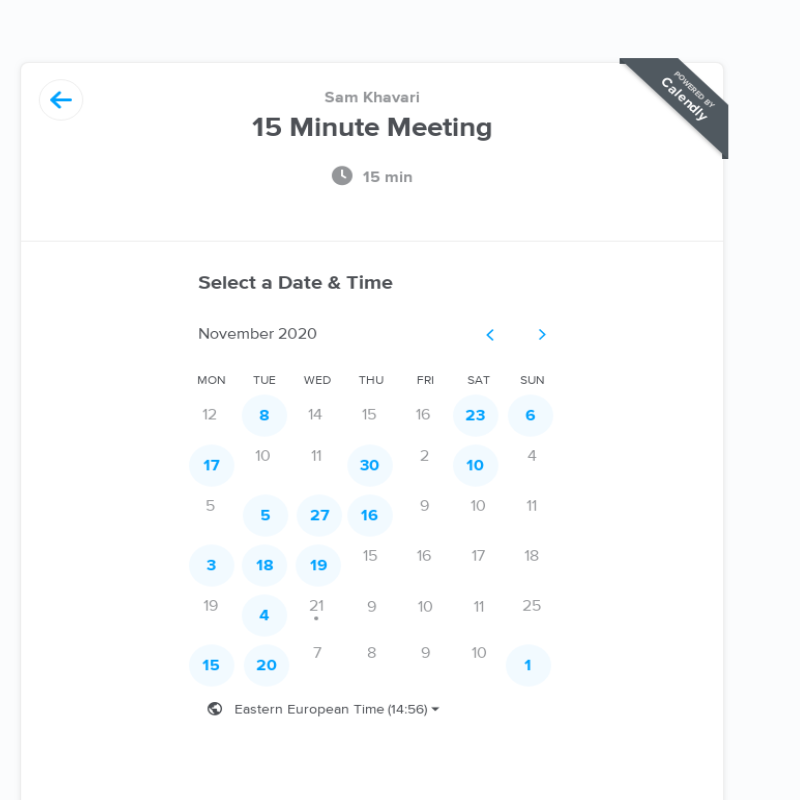 Sam Khavari
15 Minute Meeting
15 min
POWERED BY
Calendly
Select a Date & Time
November 2020
MON TUE WED THU FRI SAT SUN
12 8 14 15 16 23 6
17 10 11 30 2 10 4
5 5 27 16 9 10 11
3 18 19 15 16 17 18
19 4 21 9 10 11 25
15 20 7 8 9 10 1
Eastern European Time (14:56)